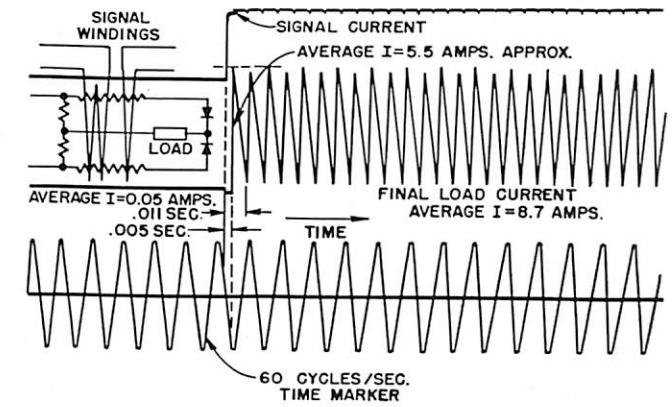 SIGNAL
WINDINGS
SIGNAL CURRENT
AVERAGE I=5.5 AMPS. APPROX.
LOAD
AVERAGE I=0.05 AMPS.
.011 SEC.
.005 SEC.
FINAL LOAD CURRENT
AVERAGE I=8.7 AMPS.
TIME
60 CYCLES/SEC.
TIME MARKER